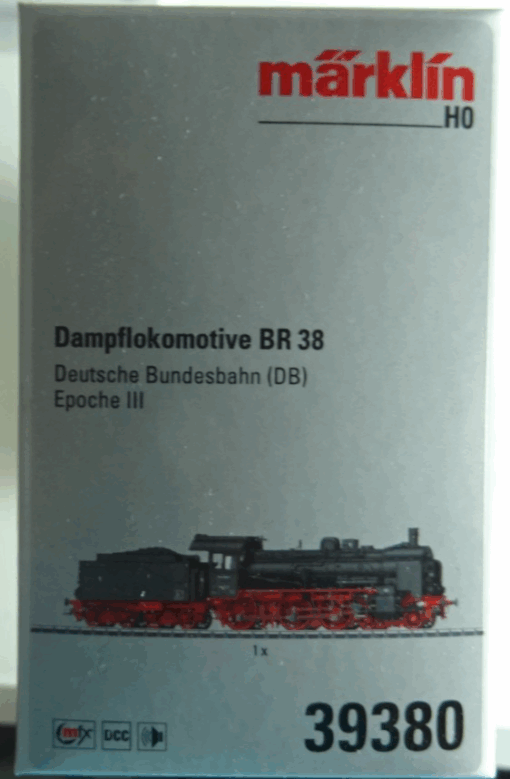 märklin
H0
Dampflokomotive BR 38
Deutsche Bundesbahn (DB)
Epoche III
1 x
mfx DCC
39380